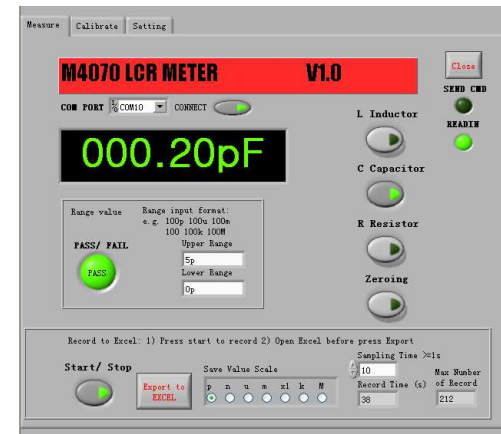 Measure Calibrate Setting
M4070 LCR METER V1.0
Close
SEND CMD
COM PORT COM10 CONNECT
READIN
L Inductor
000.20pF
C Capacitor
Range value Range input format:
e.g. 100p 100u 100m
100 100k 100M
R Resistor
PASS/ FAIL Upper Range
5p
PASS
Lower Range
0p
Zeroing
Record to Excel: 1) Press start to record 2) Open Excel before press Export
Sampling Time >=1s
Start/ Stop Save Value Scale 10 Max Number
Export to p n u m x1 k M Record Time (s) of Record
EXCEL 38 212